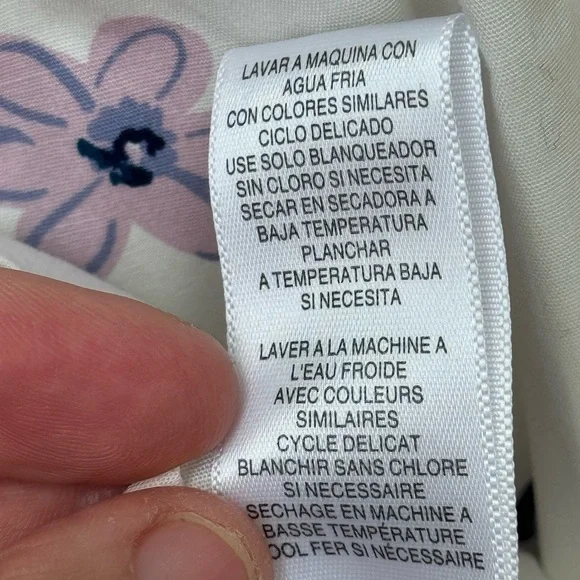 LAVAR A MAQUINA CON
AGUA FRIA
CON COLORES SIMILARES
CICLO DELICADO
USE SOLO BLANQUEADOR
SIN CLORO SI NECESITA
SECAR EN SECADORA A
BAJA TEMPERATURA
PLANCHAR
A TEMPERATURA BAJA
SI NECESITA
LAVER A LA MACHINE A
L'EAU FROIDE
AVEC COULEURS
SIMILAIRES
CYCLE DELICAT
BLANCHIR SANS CHLORE
SI NECESSAIRE
SECHAGE EN MACHINE A
BASSE TEMPÉRATURE
OOL FER SI NÉCESSAIRE